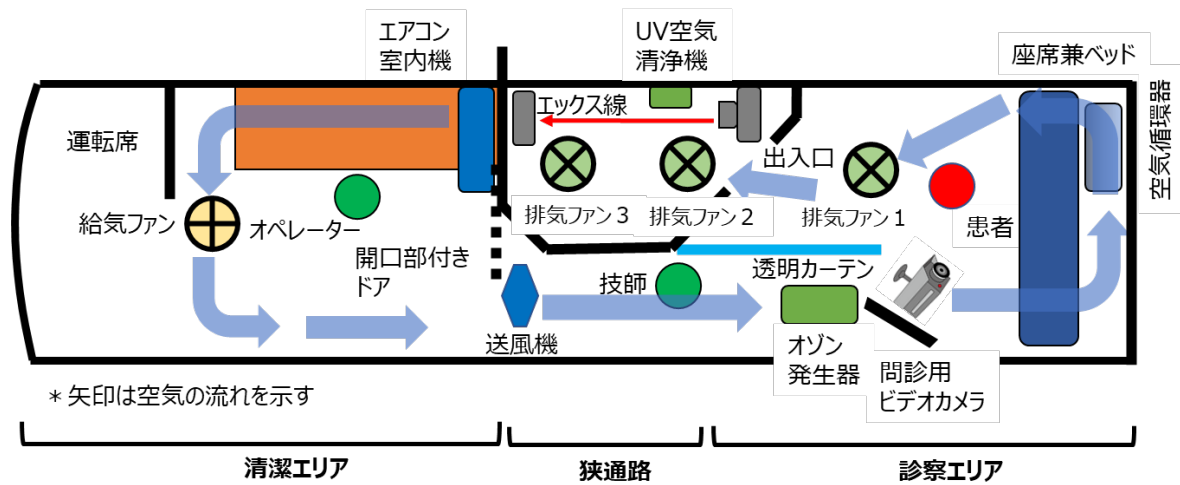 エアコン
室内機
UV空気
清浄機
座席兼ベッド
空気循環器
運転席
エックス線
出入口
給気ファン
オペレーター
排気ファン３
排気ファン２
排気ファン１
患者
開口部付き
ドア
技師
透明カーテン
送風機
オゾン
発生器
問診用
ビデオカメラ
＊矢印は空気の流れを示す
清潔エリア
狭通路
診察エリア